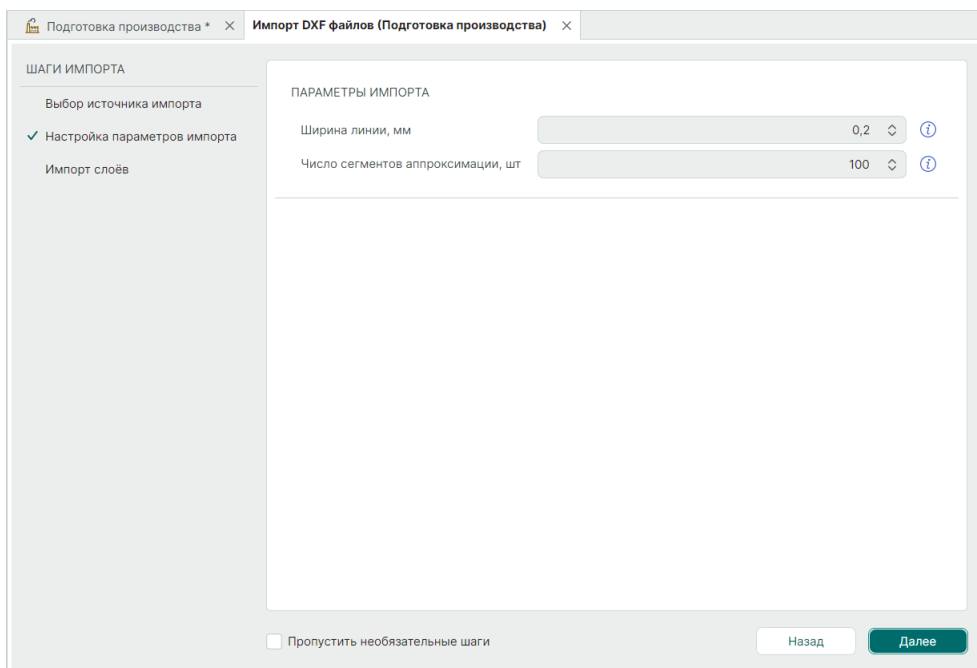 Подготовка производства *
Импорт DXF файлов (Подготовка производства)
ШАГИ ИМПОРТА
Выбор источника импорта
Настройка параметров импорта
Импорт слоёв
ПАРАМЕТРЫ ИМПОРТА
Ширина линии, мм 0,2
Число сегментов аппроксимации, шт 100
Пропустить необязательные шаги
Назад
Далее